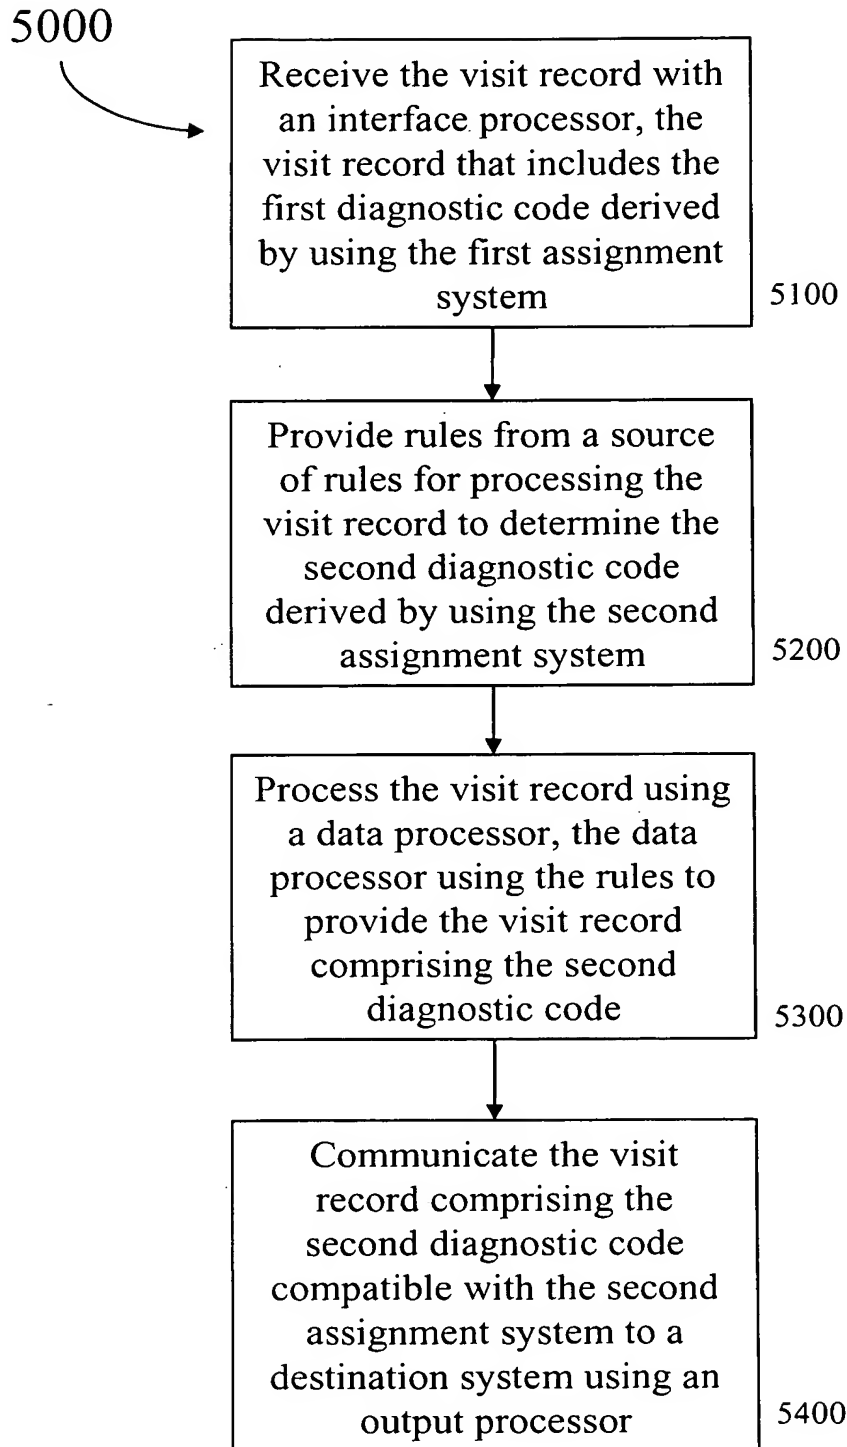 5000
Receive the visit record with
an interface processor, the
visit record that includes the
first diagnostic code derived
by using the first assignment
system
5100
Provide rules from a source
of rules for processing the
visit record to determine the
second diagnostic code
derived by using the second
assignment system
5200
Process the visit record using
a data processor, the data
processor using the rules to
provide the visit record
comprising the second
diagnostic code
5300
Communicate the visit
record comprising the
second diagnostic code
compatible with the second
assignment system to a
destination system using an
output processor
5400